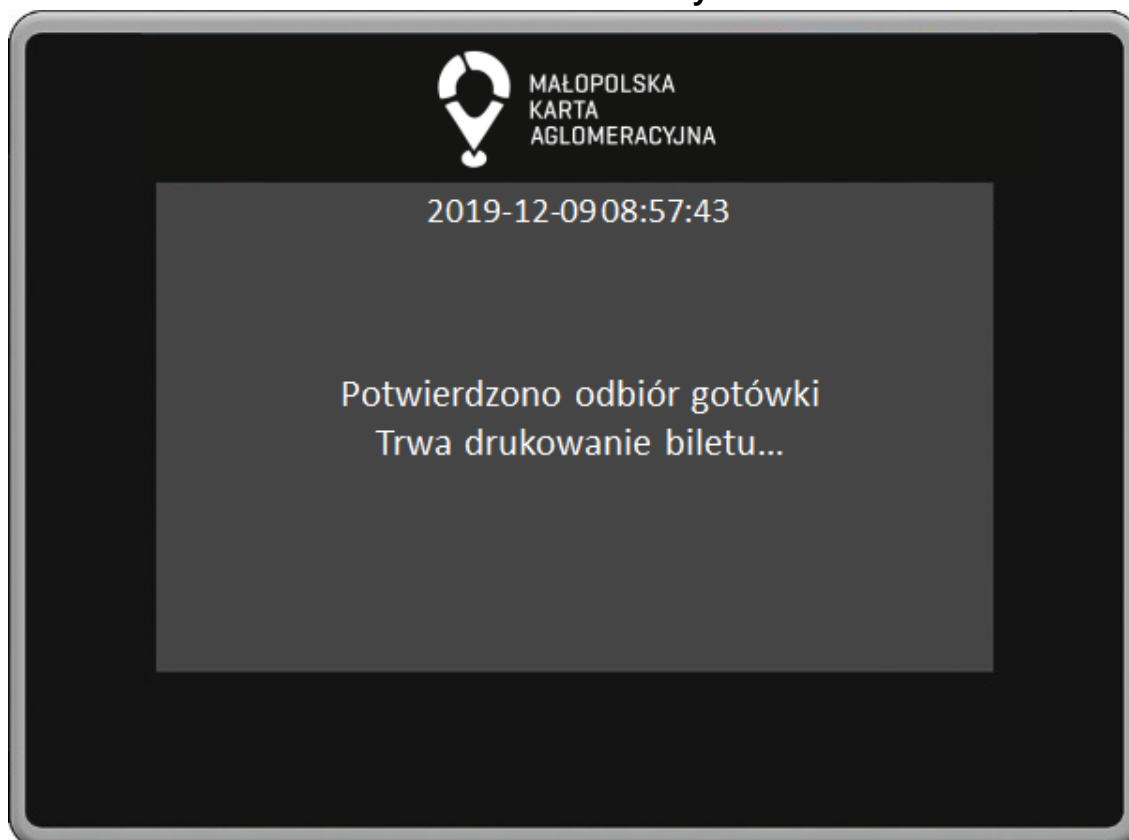 MAŁOPOLSKA
KARTA
AGLOMERACYJNA
2019-12-09 08:57:43
Potwierdzono odbiór gotówki
Trwa drukowanie biletu...